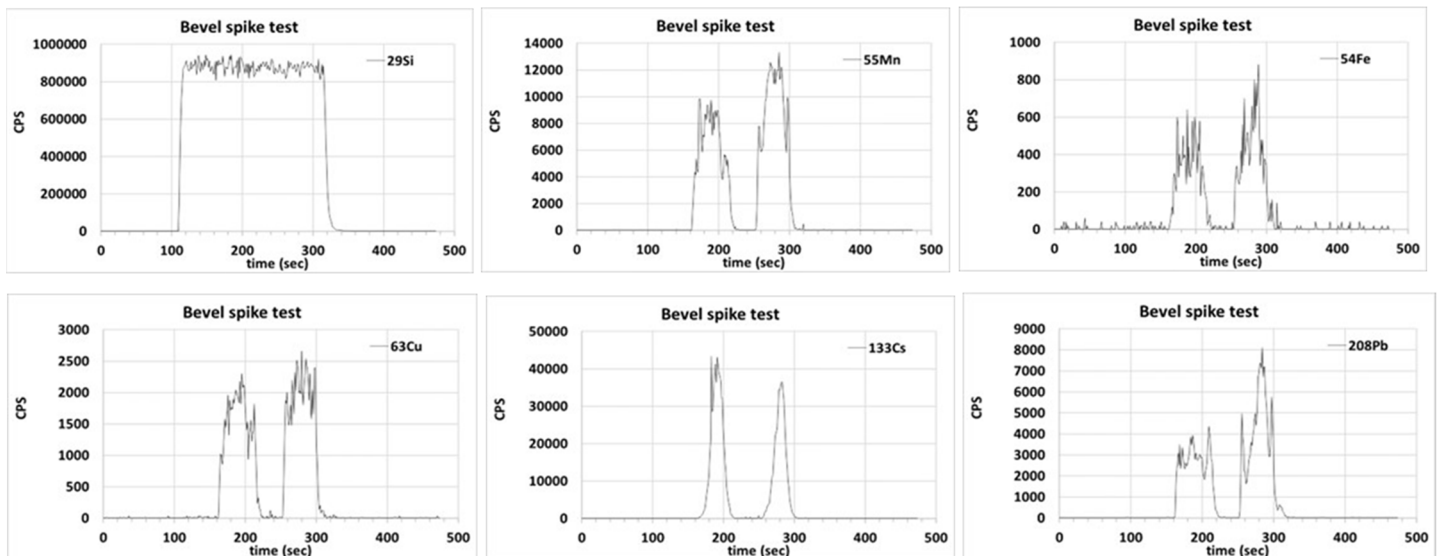 Bevel spike test
1000000
800000
600000
400000
200000
0
CPS
29Si
0 100 200 300 400 500
time (sec)
Bevel spike test
14000
12000
10000
8000
6000
4000
2000
0
CPS
55Mn
0 100 200 300 400 500
time (sec)
Bevel spike test
1000
800
600
400
200
0
CPS
54Fe
0 100 200 300 400 500
time (sec)
Bevel spike test
3000
2500
2000
1500
1000
500
0
CPS
63Cu
0 100 200 300 400 500
time (sec)
Bevel spike test
50000
40000
30000
20000
10000
0
CPS
133Cs
0 100 200 300 400 500
time (sec)
Bevel spike test
9000
8000
7000
6000
5000
4000
3000
2000
1000
0
CPS
208Pb
0 100 200 300 400 500
time (sec)